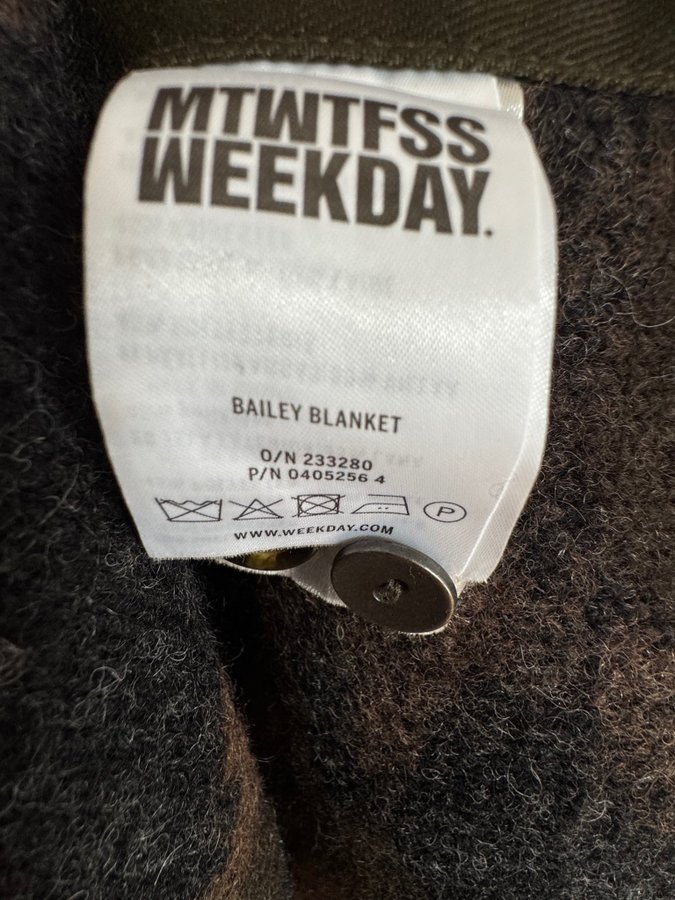 MTWTFSS
WEEKDAY.
BAILEY BLANKET
O/N 233280
P/N 0405256 4
P
WWW.WEEKDAY.COM